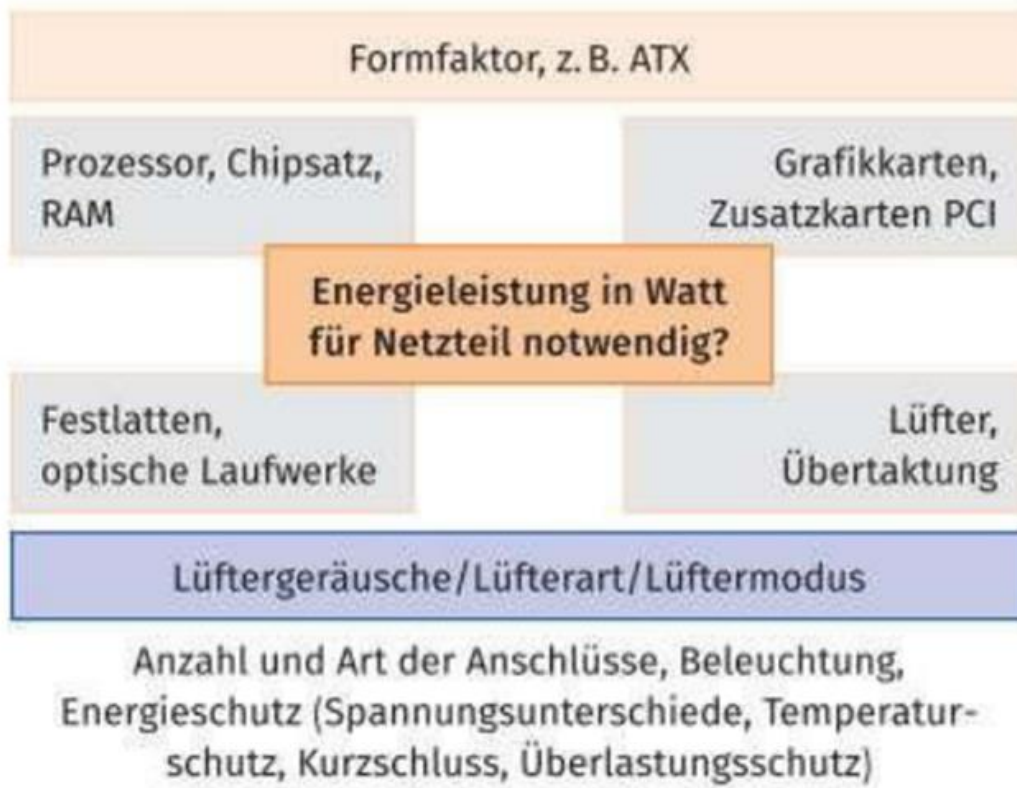 Formfaktor, z. B. ATX
Prozessor, Chipsatz,
RAM
Grafikkarten,
Zusatzkarten PCI
Energieleistung in Watt
für Netzteil notwendig?
Festlatten,
optische Laufwerke
Lüfter,
Übertaktung
Lüftergeräusche/Lüfterart/Lüftermodus
Anzahl und Art der Anschlüsse, Beleuchtung,
Energieschutz (Spannungsunterschiede, Temperatur-
schutz, Kurzschluss, Überlastungsschutz)